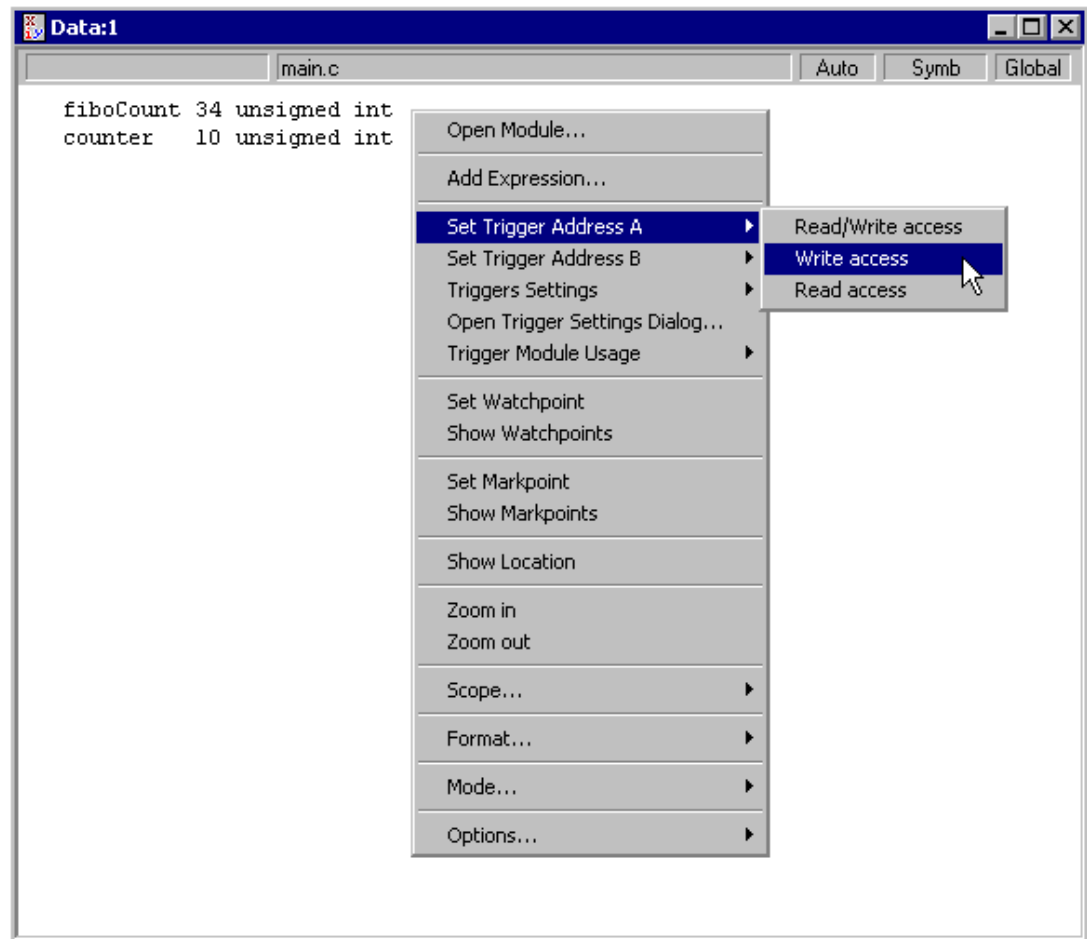 Data:1
main.c Auto Symb Global
fiboCount 34 unsigned int
counter 10 unsigned int
Open Module...
Add Expression...
Set Trigger Address A
Set Trigger Address B
Triggers Settings
Open Trigger Settings Dialog...
Trigger Module Usage
Set Watchpoint
Show Watchpoints
Set Markpoint
Show Markpoints
Show Location
Zoom in
Zoom out
Scope...
Format...
Mode...
Options...
Read/Write access
Write access
Read access